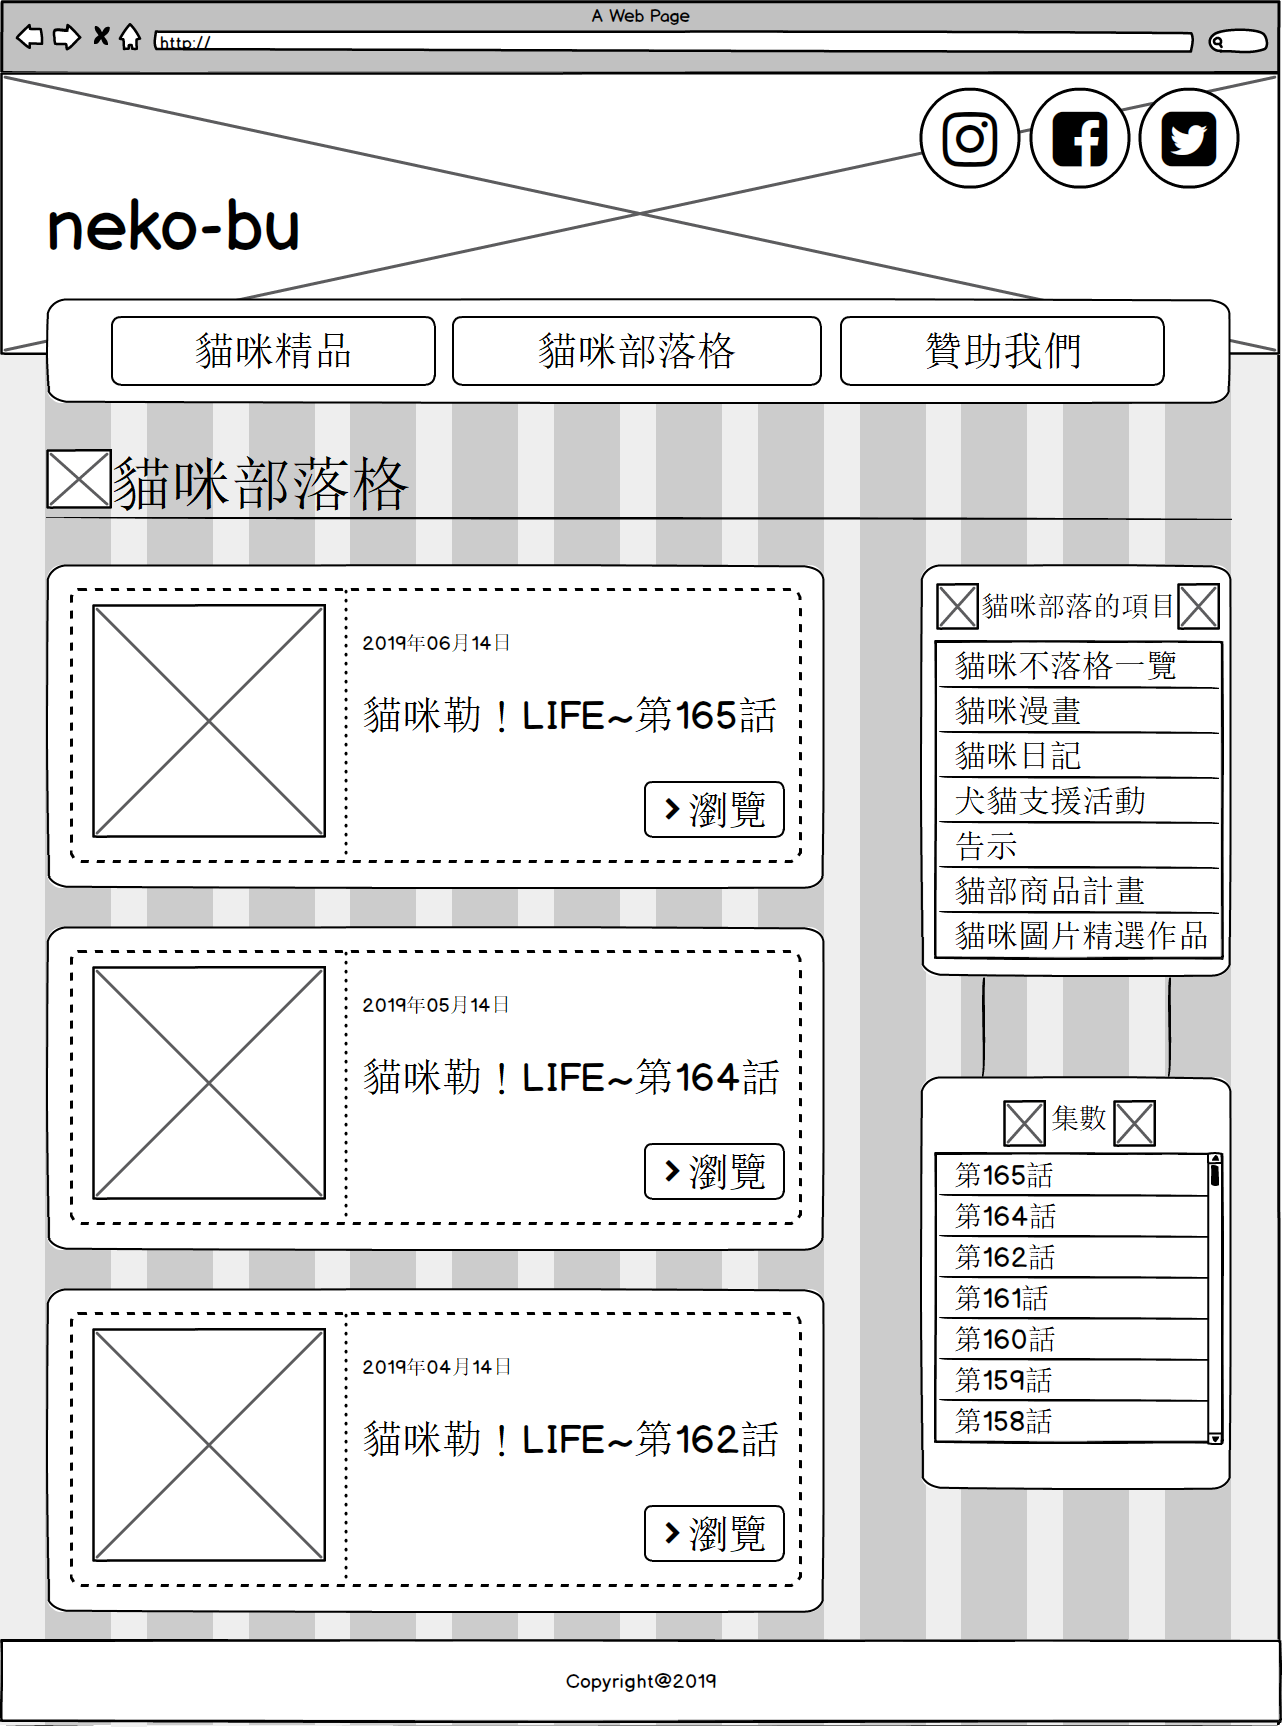 A Web Page
http://
neko-bu
貓咪精品
貓咪部落格
贊助我們
貓咪部落格
2019年06月14日
貓咪勒！LIFE~第165話
瀏覽
2019年05月14日
貓咪勒！LIFE~第164話
瀏覽
2019年04月14日
貓咪勒！LIFE~第162話
瀏覽
貓咪部落的項目
貓咪不落格一覽
貓咪漫畫
貓咪日記
犬貓支援活動
告示
貓部商品計畫
貓咪圖片精選作品
集數
第165話
第164話
第162話
第161話
第160話
第159話
第158話
Copyright@2019